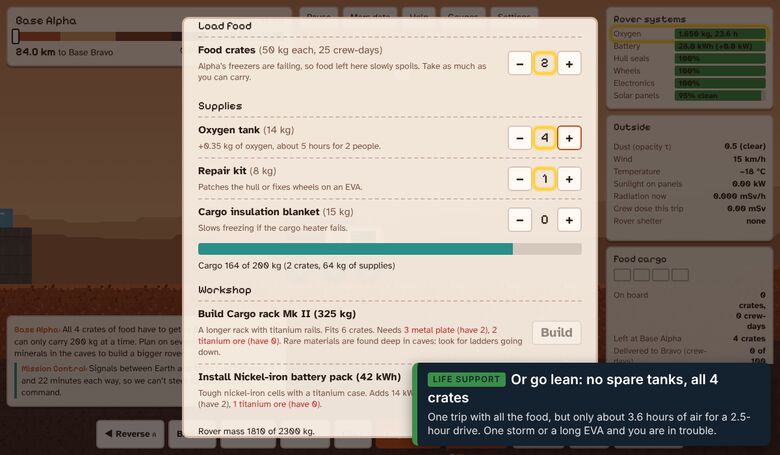 Base Alpha
84.0 km to Base Bravo
Pause
Mars data
Help
Gauges
Settings
Load Food
Food crates (50 kg each, 25 crew-days)
Alpha's freezers are failing, so food left here slowly spoils. Take as much as
you can carry.
− 2 +
Supplies
Oxygen tank (14 kg)
+0.35 kg of oxygen, about 5 hours for 2 people.
− 4 +
Repair kit (8 kg)
Patches the hull or fixes wheels on an EVA.
− 1 +
Cargo insulation blanket (15 kg)
Slows freezing if the cargo heater fails.
− 0 +
Cargo 164 of 200 kg (2 crates, 64 kg of supplies)
Workshop
Build Cargo rack Mk II (325 kg)
A longer rack with titanium rails. Fits 6 crates. Needs 3 metal plate (have 2), 2
titanium ore (have 0). Rare materials are found deep in caves: look for ladders going
down.
Build
Install Nickel-iron battery pack (42 kWh)
Tough nickel-iron cells with a titanium case. Adds 14 kW
(have 2), 1 titanium ore (have 0).
Rover mass 1810 of 2300 kg.
Rover systems
Oxygen 1.650 kg, 23.6 h
Battery 28.0 kWh (+0.0 kW)
Hull seals 100%
Wheels 100%
Electronics 100%
Solar panels 95% clean
Outside
Dust (opacity τ) 0.5 (clear)
Wind 15 km/h
Temperature −18 °C
Sunlight on panels 0.00 kW
Radiation now 0.000 mSv/h
Crew dose this trip 0.00 mSv
Rover shelter none
Food cargo
On board 0
crates,
0 crew-
days
Left at Base Alpha 4 crates
Delivered to Bravo (crew-
days) 0 of 100
Base Alpha: All 4 crates of food have to get
can only carry 200 kg at a time. Plan on sev
minerals in the caves to build a bigger rove
Mission Control: Signals between Earth a
and 22 minutes each way, so we can't stee
command.
◀ Reverse A
LIFE SUPPORT Or go lean: no spare tanks, all 4
crates
One trip with all the food, but only about 3.6 hours of air for a 2.5-
hour drive. One storm or a long EVA and you are in trouble.